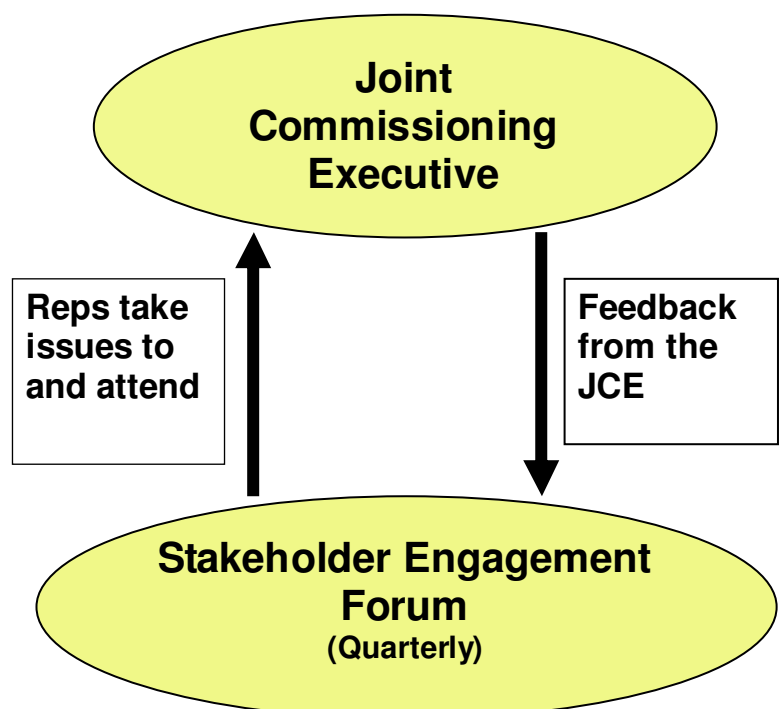 Joint
Commissioning
Executive
Reps take
issues to
and attend
Feedback
from the
JCE
Stakeholder Engagement
Forum
(Quarterly)